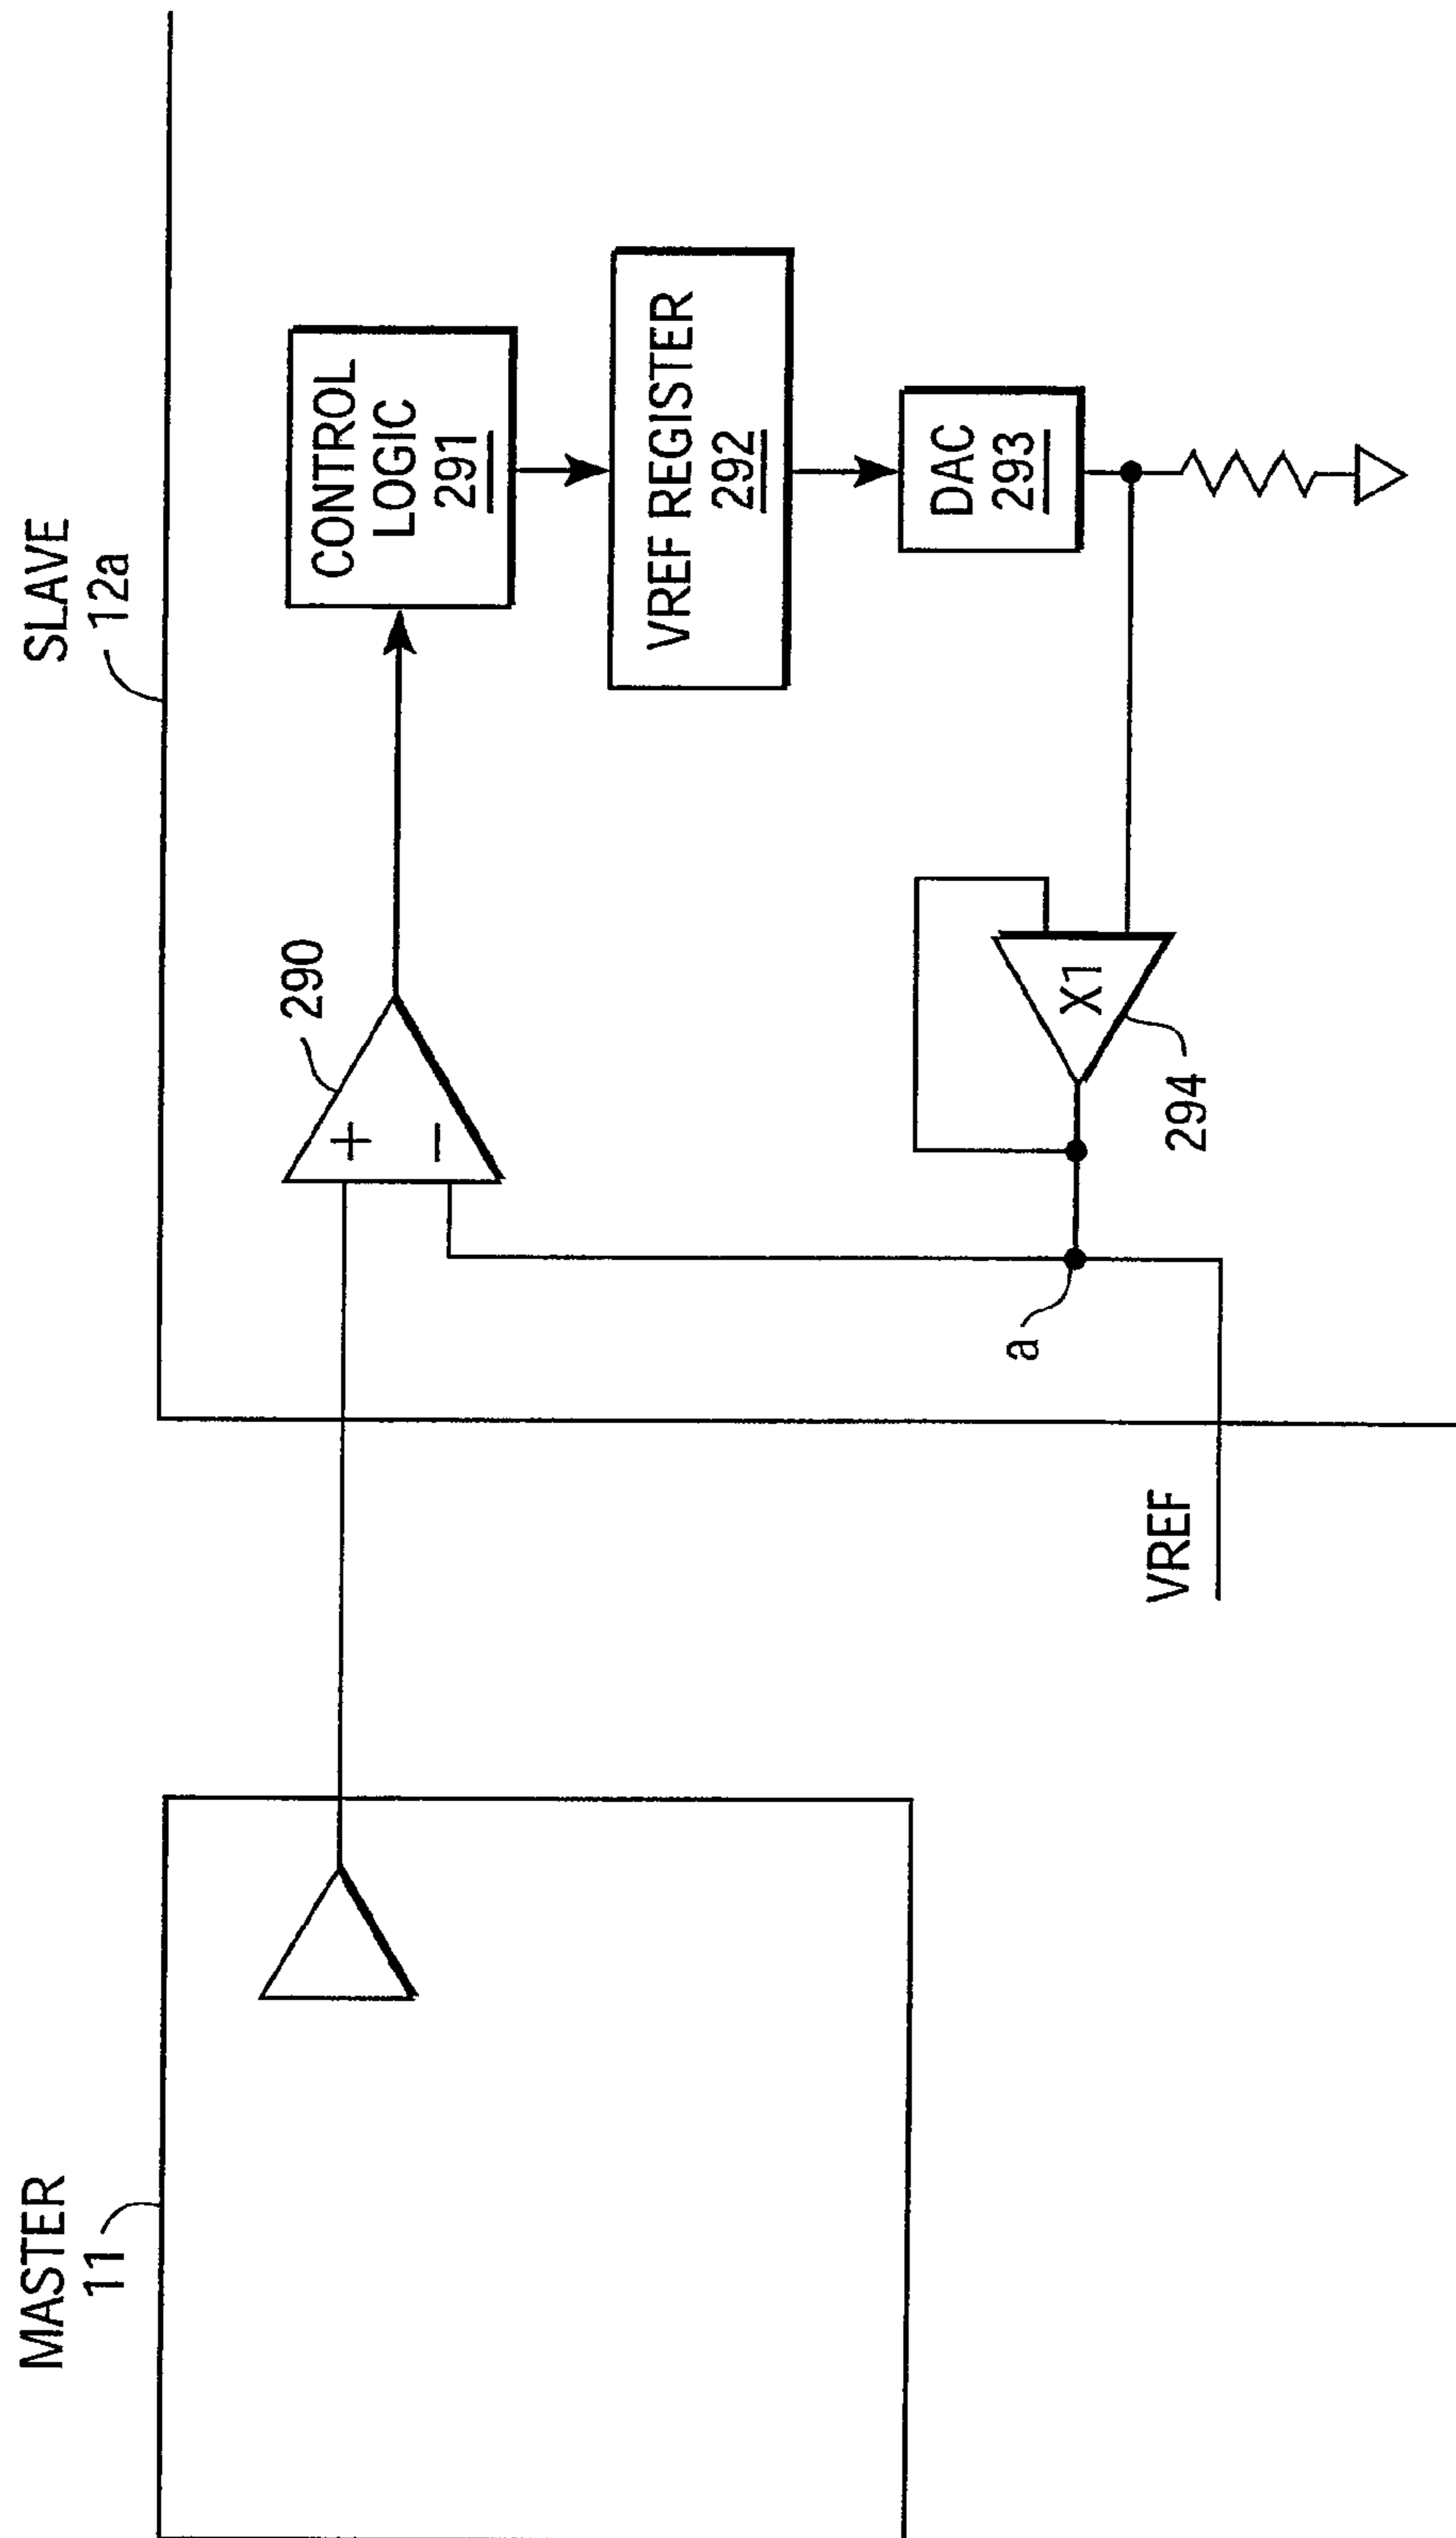 MASTER
11
SLAVE
12a
290
+
−
CONTROL
LOGIC
291
VREF REGISTER
292
DAC
293
X1
294
a
VREF